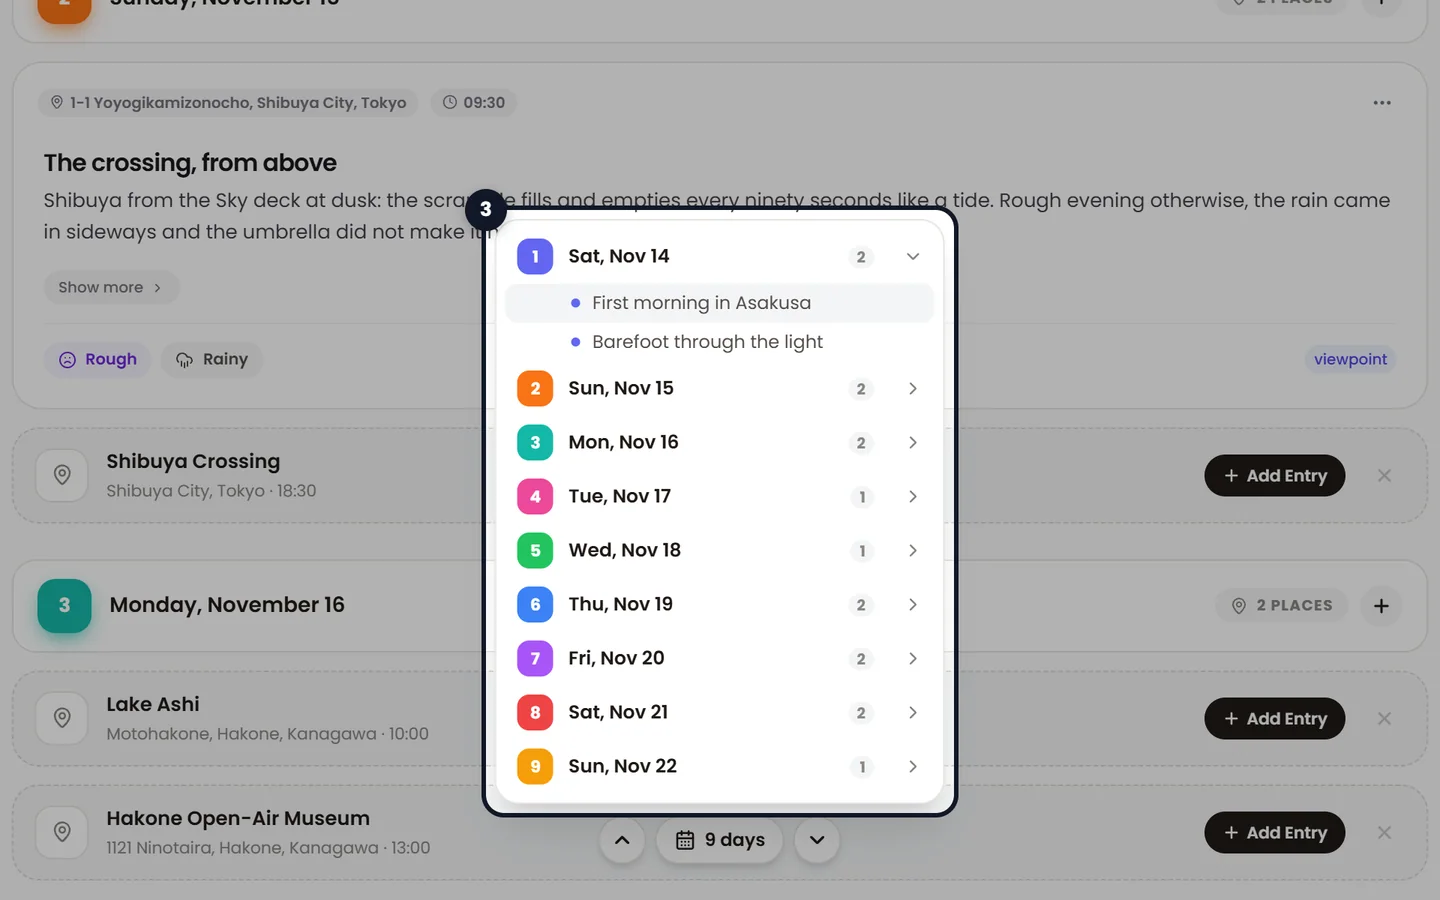 2 Sunday, November 15 2 PLACES +
1-1 Yoyogikamizonocho, Shibuya City, Tokyo 09:30
The crossing, from above
Shibuya from the Sky deck at dusk: the scra e fills and empties every ninety seconds like a tide. Rough evening otherwise, the rain came
in sideways and the umbrella did not make it
Show more
Rough Rainy viewpoint
Shibuya Crossing
Shibuya City, Tokyo · 18:30
+ Add Entry
3 Monday, November 16 2 PLACES +
Lake Ashi
Motohakone, Hakone, Kanagawa · 10:00
+ Add Entry
Hakone Open-Air Museum
1121 Ninotaira, Hakone, Kanagawa · 13:00
+ Add Entry
3
1 Sat, Nov 14 2
First morning in Asakusa
Barefoot through the light
2 Sun, Nov 15 2
3 Mon, Nov 16 2
4 Tue, Nov 17 1
5 Wed, Nov 18 1
6 Thu, Nov 19 2
7 Fri, Nov 20 2
8 Sat, Nov 21 2
9 Sun, Nov 22 1
9 days